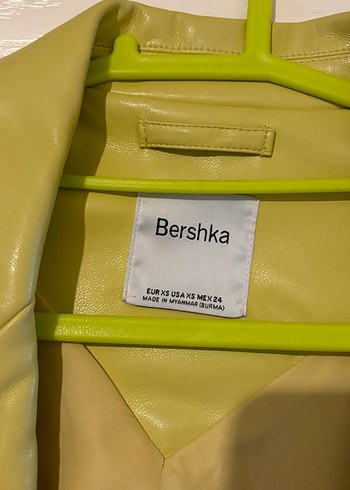 Bershka
EUR XS USA XS MEX 24
MADE IN MYANMAR (BURMA)